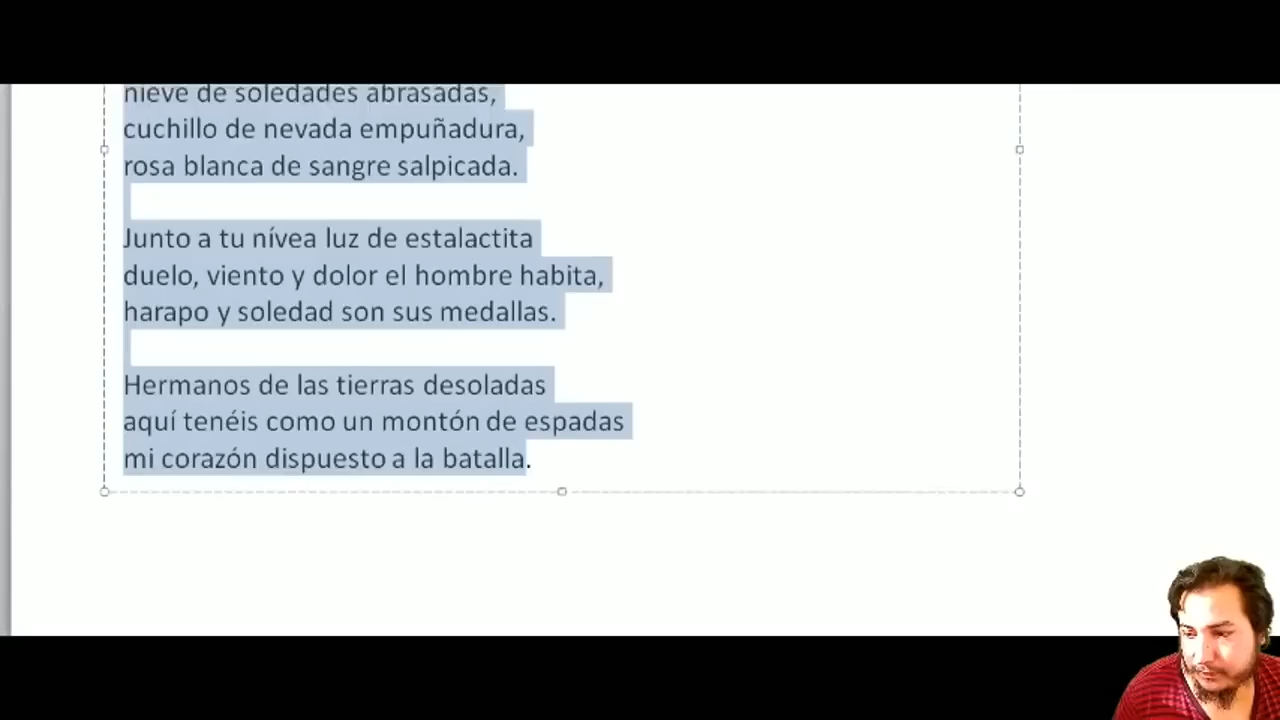 nieve de soledades abrasadas,
cuchillo de nevada empuñadura,
rosa blanca de sangre salpicada.
Junto a tu nívea luz de estalactita
duelo, viento y dolor el hombre habita,
harapo y soledad son sus medallas.
Hermanos de las tierras desoladas
aquí tenéis como un montón de espadas
mi corazón dispuesto a la batalla.